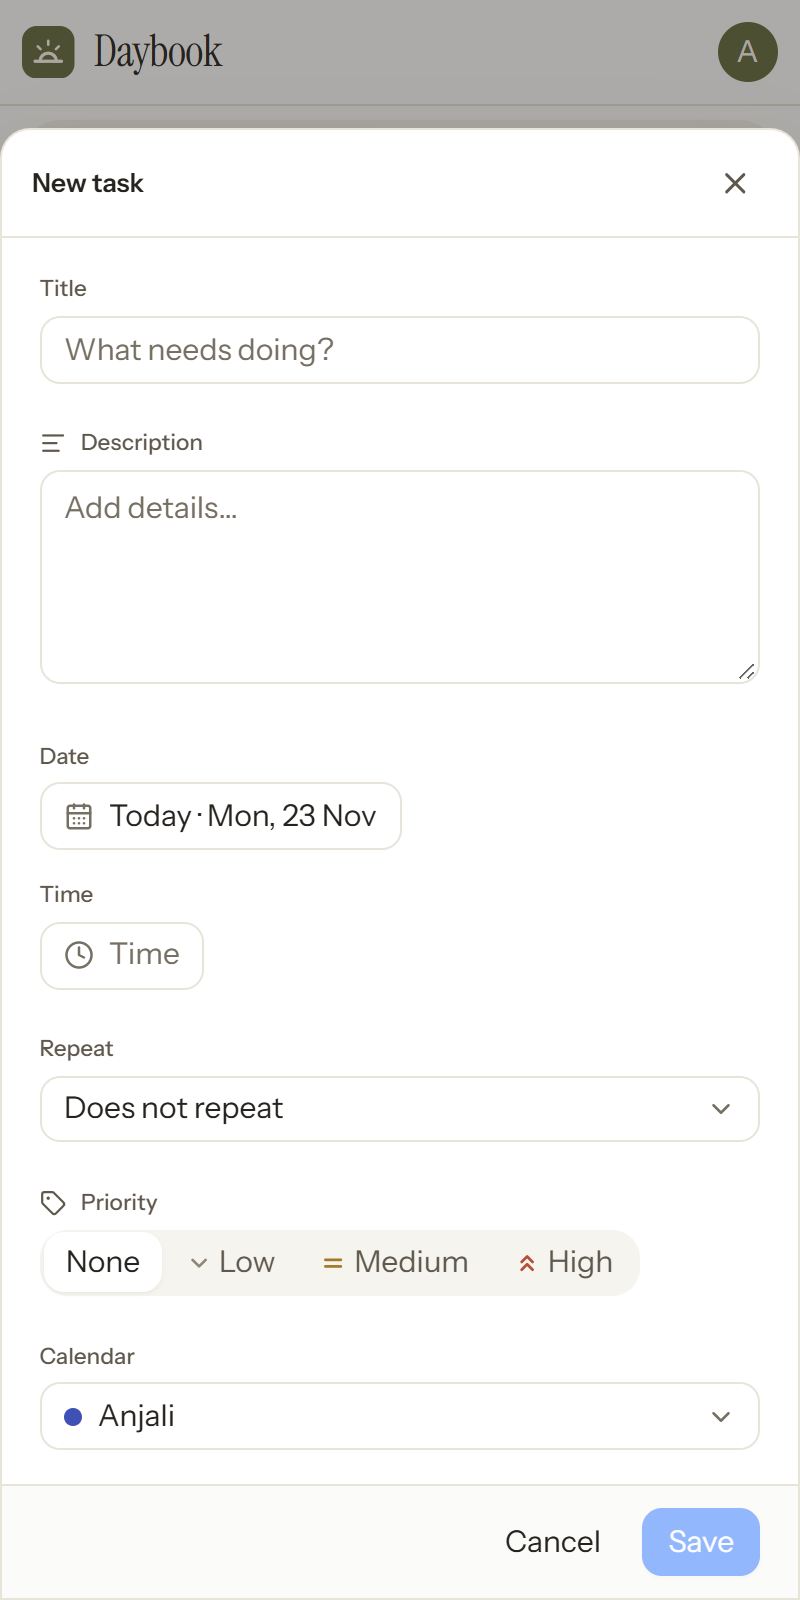 Daybook
A
New task
Title
What needs doing?
Description
Add details...
Date
Today · Mon, 23 Nov
Time
Time
Repeat
Does not repeat
Priority
None Low Medium High
Calendar
Anjali
Cancel Save